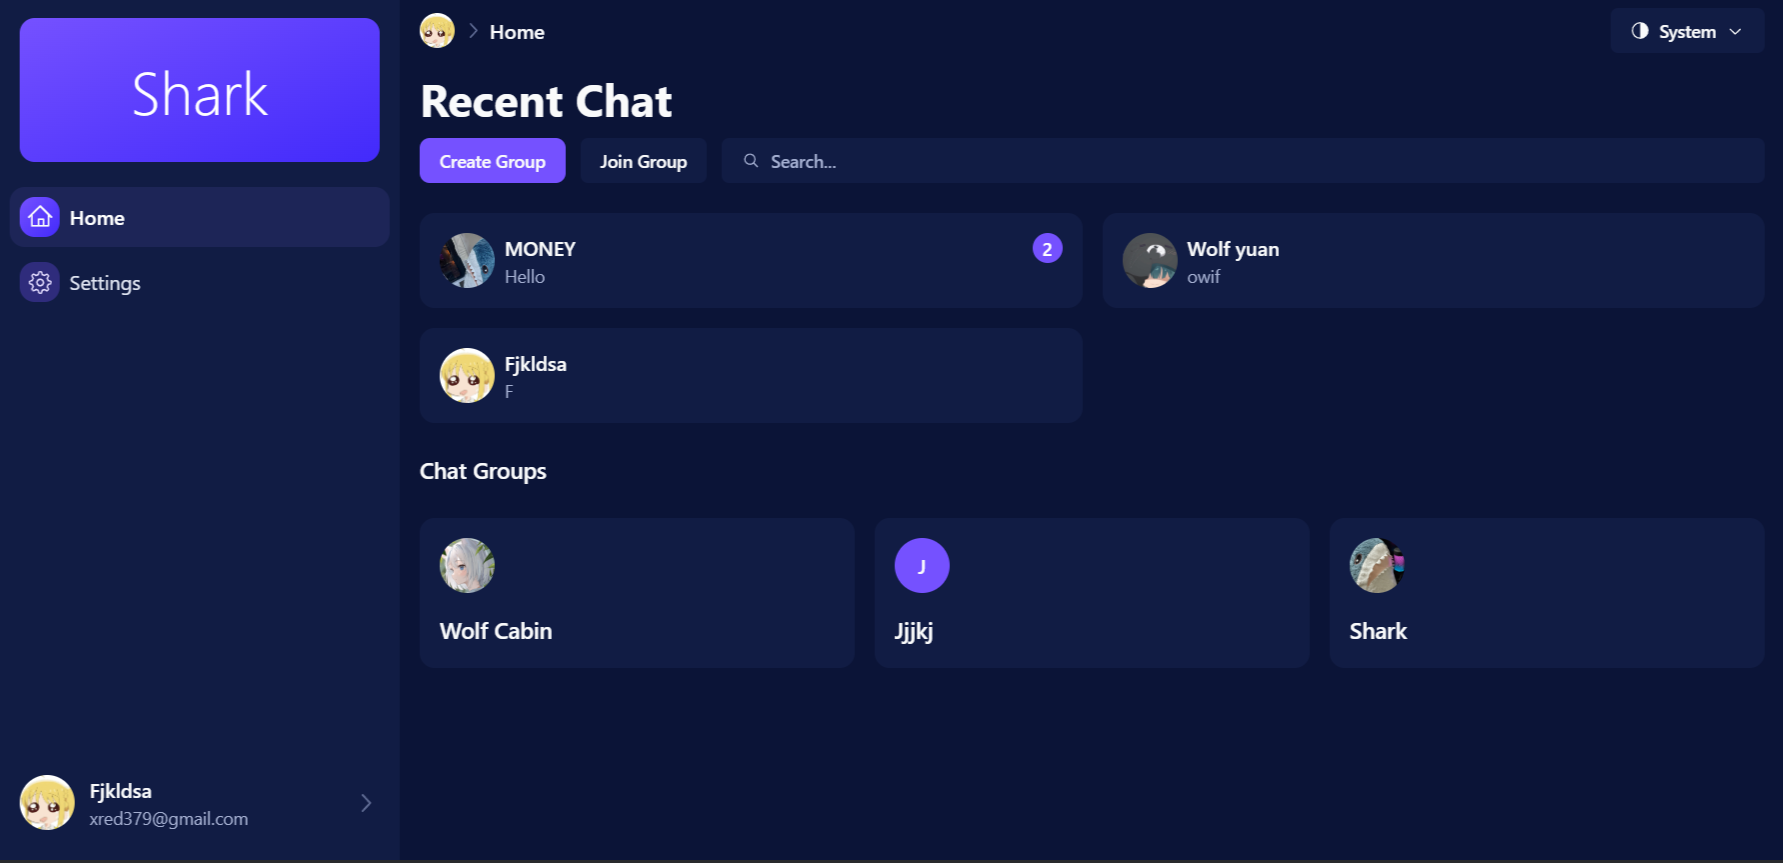 Shark
Home
Settings
Fjkldsa
xred379@gmail.com
Home
System
Recent Chat
Create Group
Join Group
Search...
MONEY
Hello
2
Wolf yuan
owif
Fjkldsa
F
Chat Groups
Wolf Cabin
J
Jjjkj
Shark